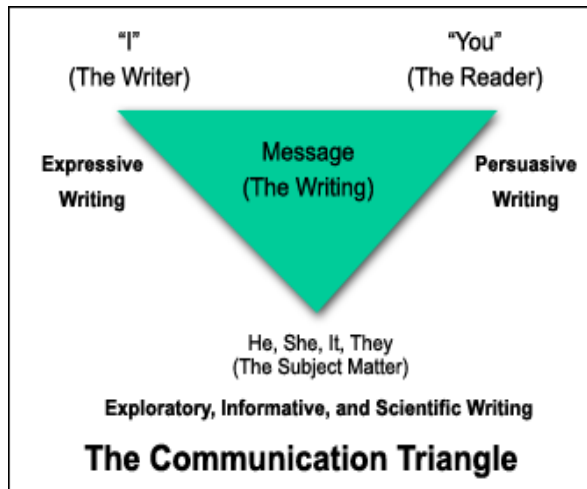 “I”
(The Writer)
“You”
(The Reader)
Expressive
Writing
Message
(The Writing)
Persuasive
Writing
He, She, It, They
(The Subject Matter)
Exploratory, Informative, and Scientific Writing
The Communication Triangle